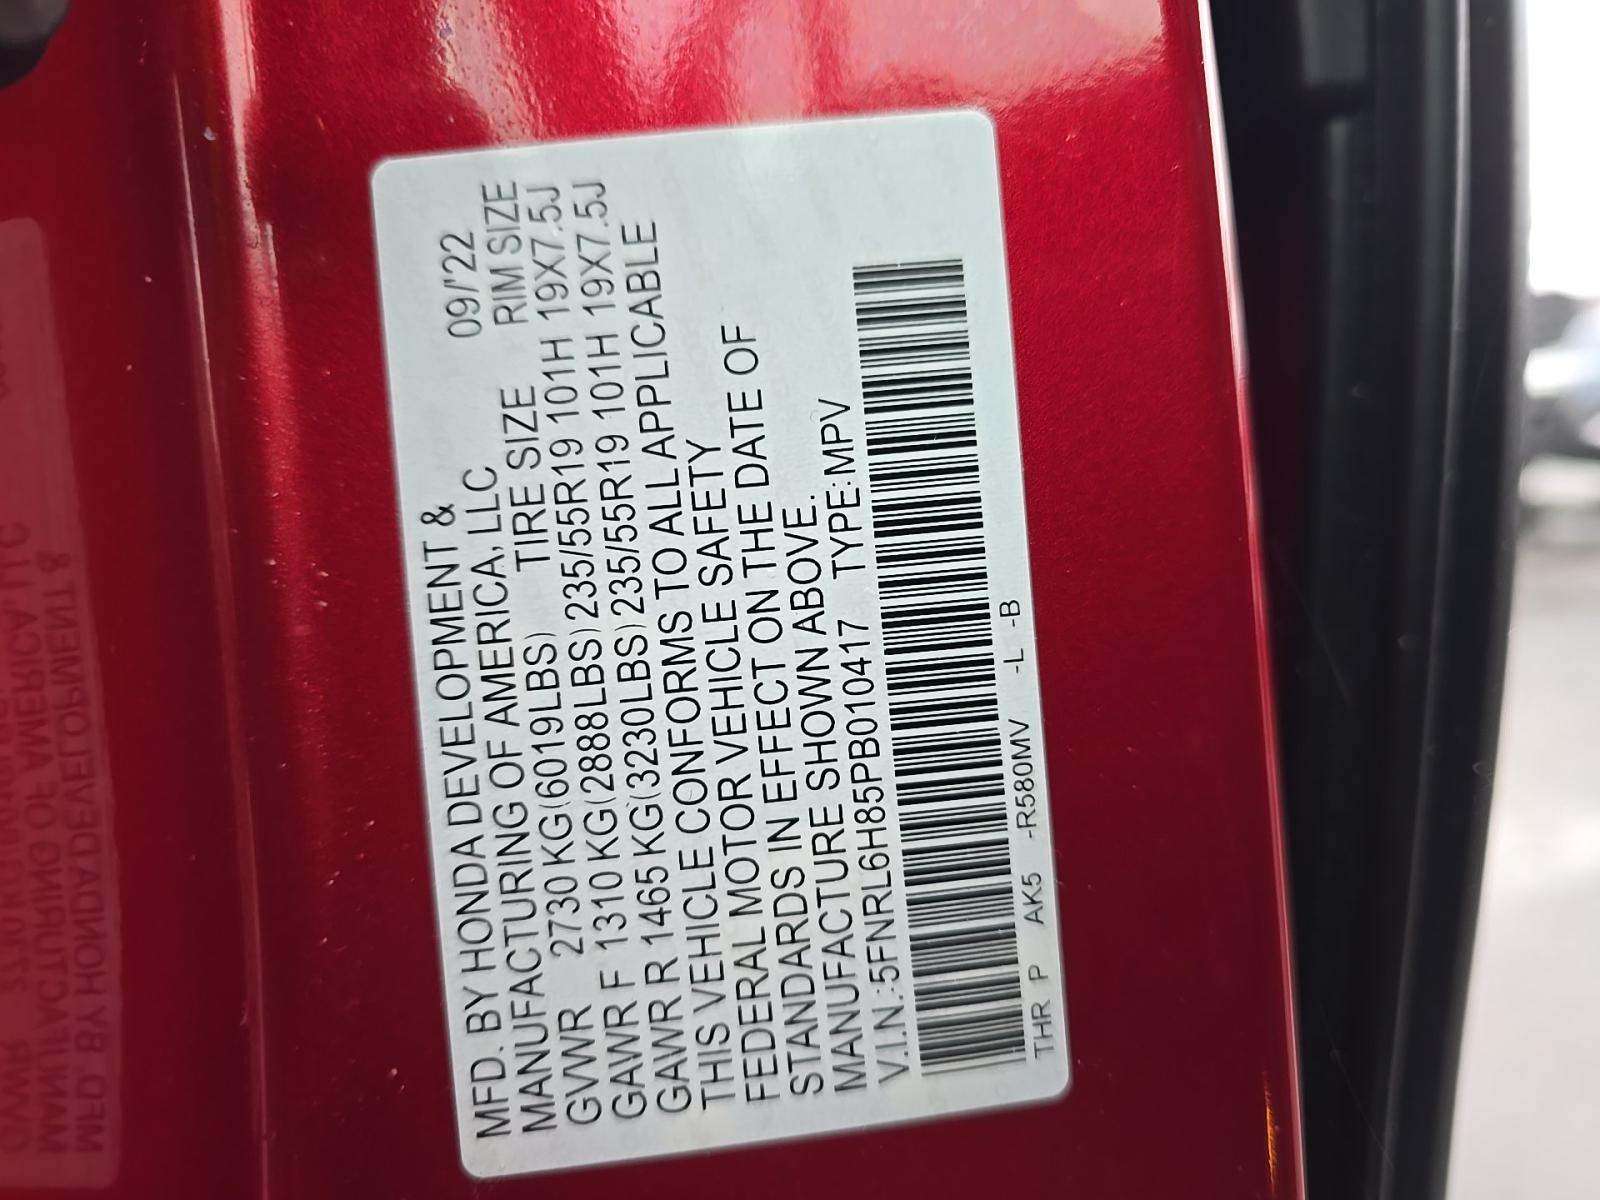 MFD. BY HONDA DEVELOPMENT & 09/'22
MANUFACTURING OF AMERICA, LLC
GVWR 2730 KG(6019LBS) TIRE SIZE RIM SIZE
GAWR F 1310 KG(2888LBS) 235/55R19 101H 19X7.5J
GAWR R 1465 KG(3230LBS) 235/55R19 101H 19X7.5J
THIS VEHICLE CONFORMS TO ALL APPLICABLE
FEDERAL MOTOR VEHICLE SAFETY
STANDARDS IN EFFECT ON THE DATE OF
MANUFACTURE SHOWN ABOVE.
V.I.N.:5FNRL6H85PB010417 TYPE:MPV
THR P AK5 -R580MV -L -B